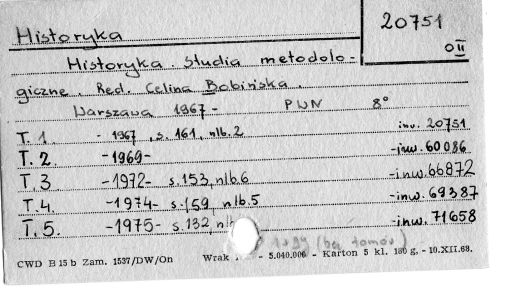 Historyka
20751
0 II
Historyka. Studia metodolo-
giczne. Red. Celina Bobińska.
Warszawa 1967- PWN 8°
T. 1. - 1967, s. 161, nlb. 2 inw. 20751
T. 2. -1969- -inw. 60086
T. 3 -1972- s. 153, nlb. 6 -inw. 66872
T. 4. -1974- s. 159, nlb. 5 -inw. 69387
T. 5. -1975- s. 132, nlb -inw. 71658
(bez tomów)
CWD B 15 b Zam. 1537/DW/On Wrak - 5.040.000 - Karton 5 kl. 180 g, - 10.XII.68.